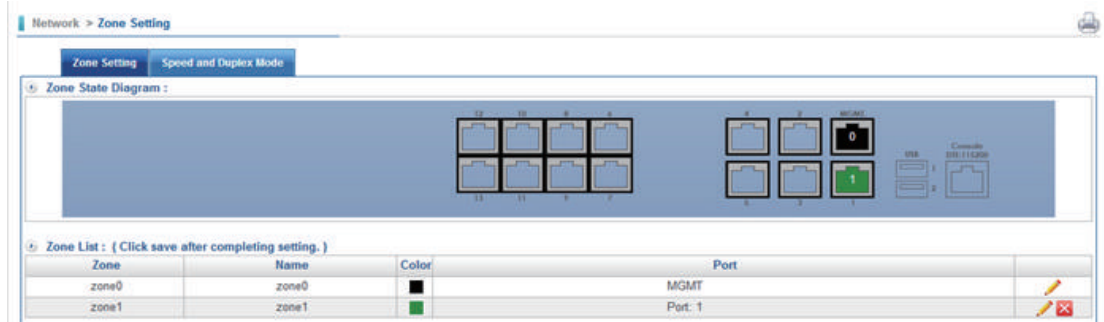 Network > Zone Setting
Zone Setting Speed and Duplex Mode
Zone State Diagram :
12 10 8 6 4 2 MGMT
0
USB Console
1
1
2
13 11 9 7 5 3 1
Zone List : ( Click save after completing setting. )
Zone Name Color Port
zone0 zone0 MGMT
zone1 zone1 Port: 1